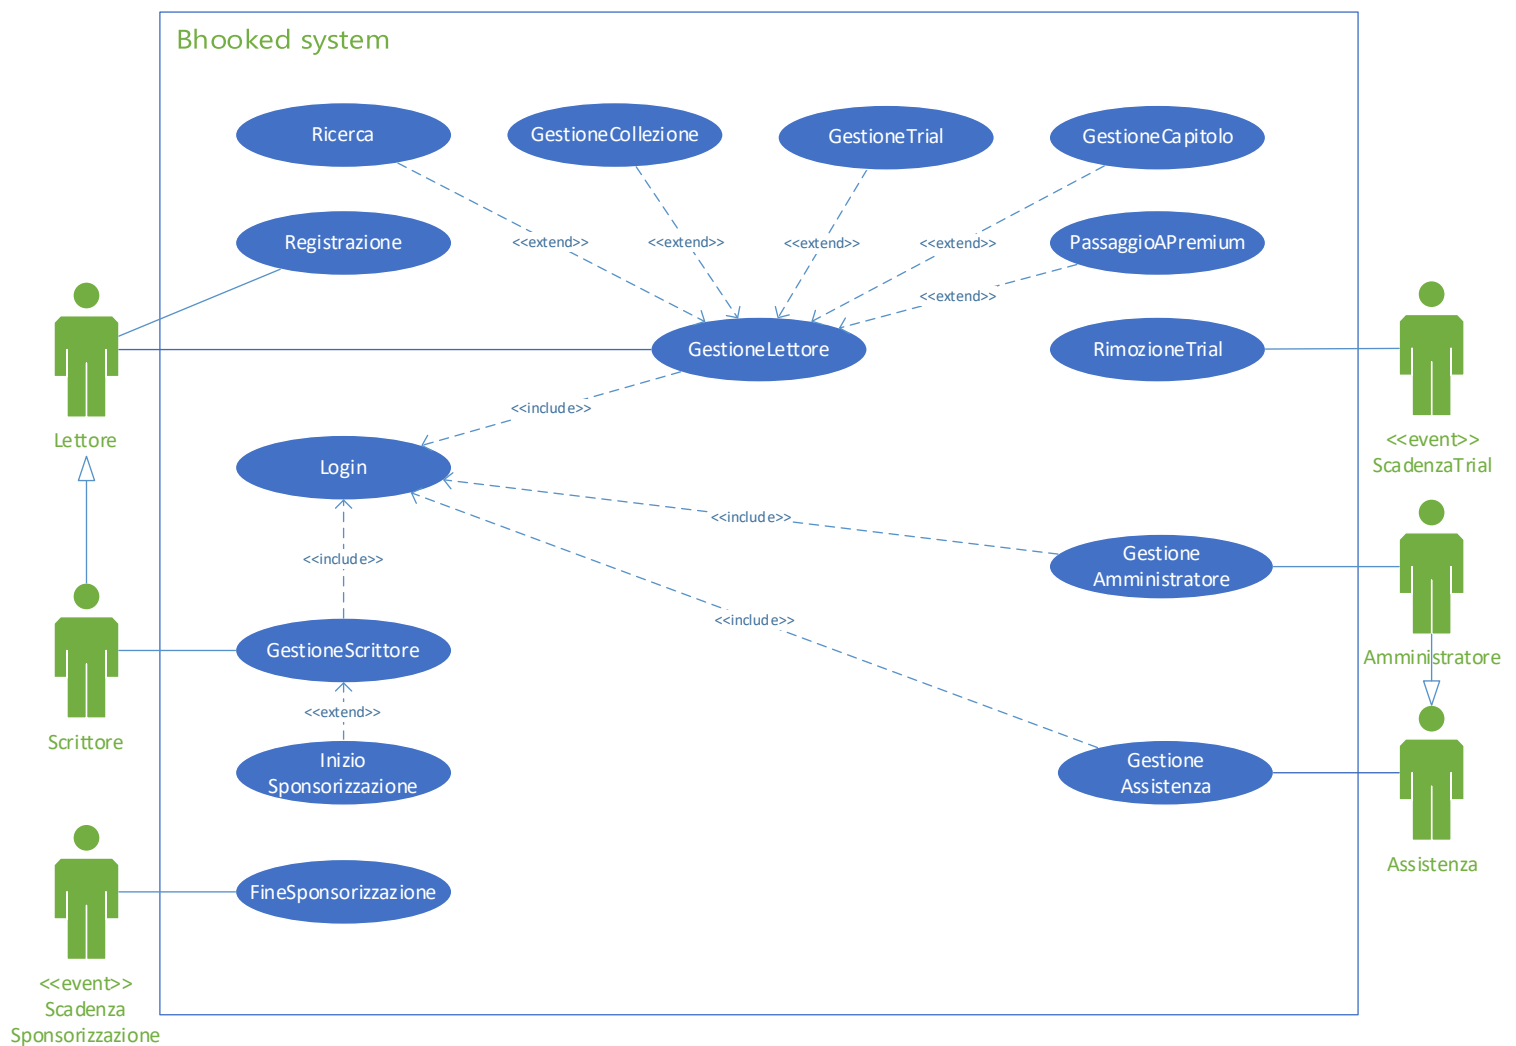 Bhooked system
Ricerca
GestioneCollezione
GestioneTrial
GestioneCapitolo
Registrazione
<<extend>>
<<extend>>
<<extend>>
<<extend>>
PassaggioAPremium
<<extend>>
GestioneLettore
RimozioneTrial
Lettore
<<include>>
<<event>>
ScadenzaTrial
Login
<<include>>
<<include>>
Gestione
Amministratore
<<include>>
GestioneScrittore
Amministratore
<<extend>>
Scrittore
Inizio
Sponsorizzazione
Gestione
Assistenza
Assistenza
FineSponsorizzazione
<<event>>
Scadenza
Sponsorizzazione